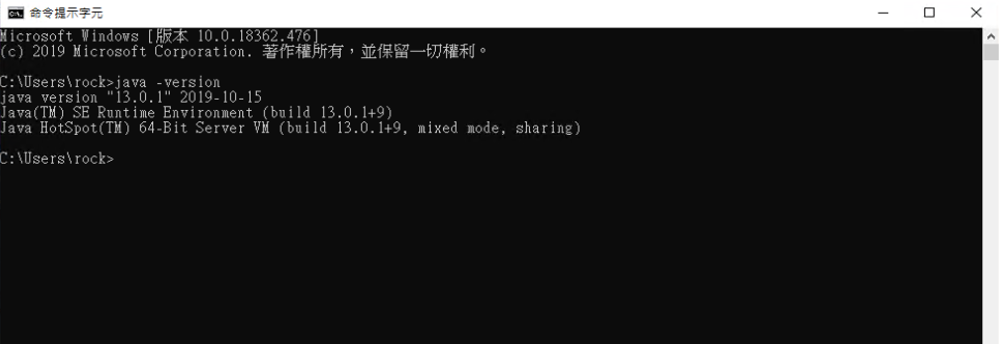 命令提示字元
Microsoft Windows [版本 10.0.18362.476]
(c) 2019 Microsoft Corporation. 著作權所有，並保留一切權利。
C:\Users\rock>java -version
java version "13.0.1" 2019-10-15
Java(TM) SE Runtime Environment (build 13.0.1+9)
Java HotSpot(TM) 64-Bit Server VM (build 13.0.1+9, mixed mode, sharing)
C:\Users\rock>